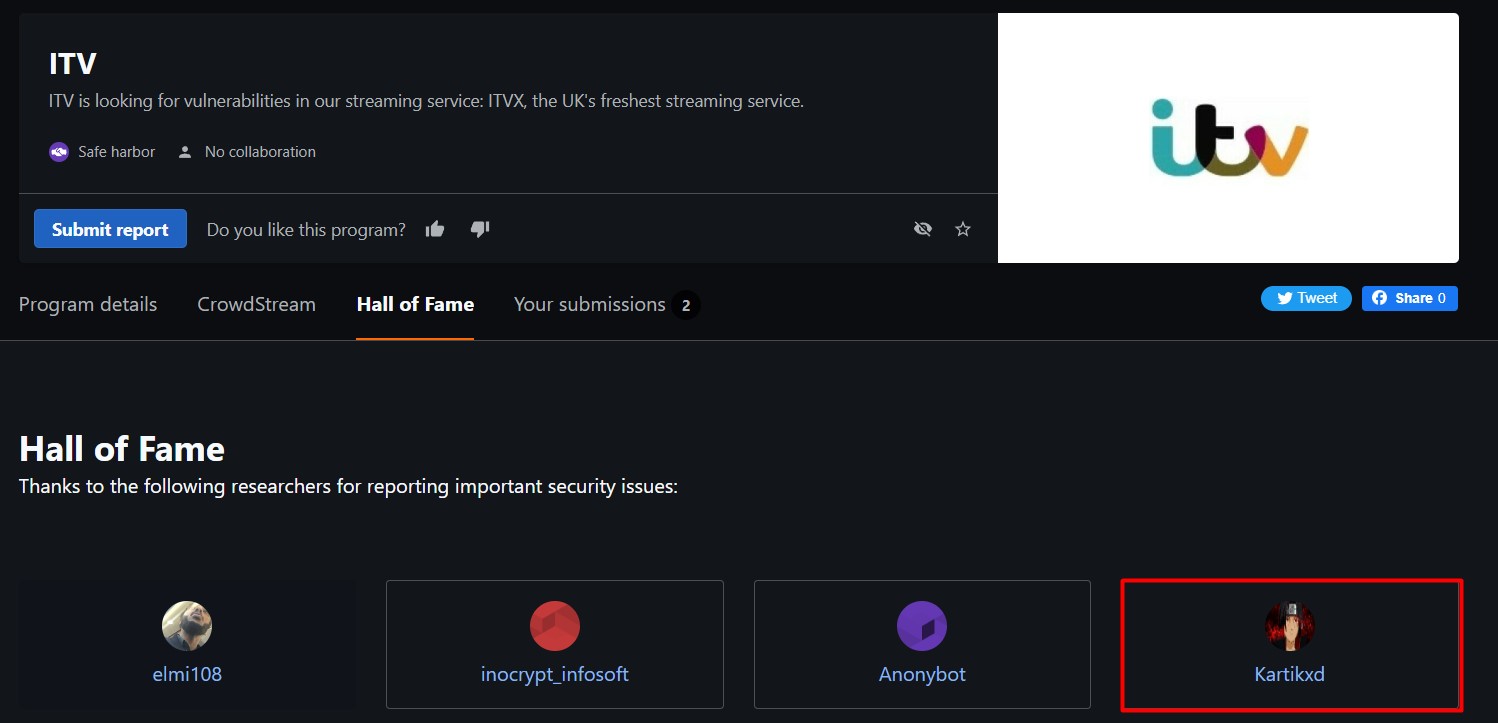 ITV
ITV is looking for vulnerabilities in our streaming service: ITVX, the UK's freshest streaming service.
itv
Safe harbor No collaboration
Submit report Do you like this program?
Program details CrowdStream Hall of Fame Your submissions 2
Tweet Share 0
Hall of Fame
Thanks to the following researchers for reporting important security issues:
elmi108 inocrypt_infosoft Anonybot Kartikxd